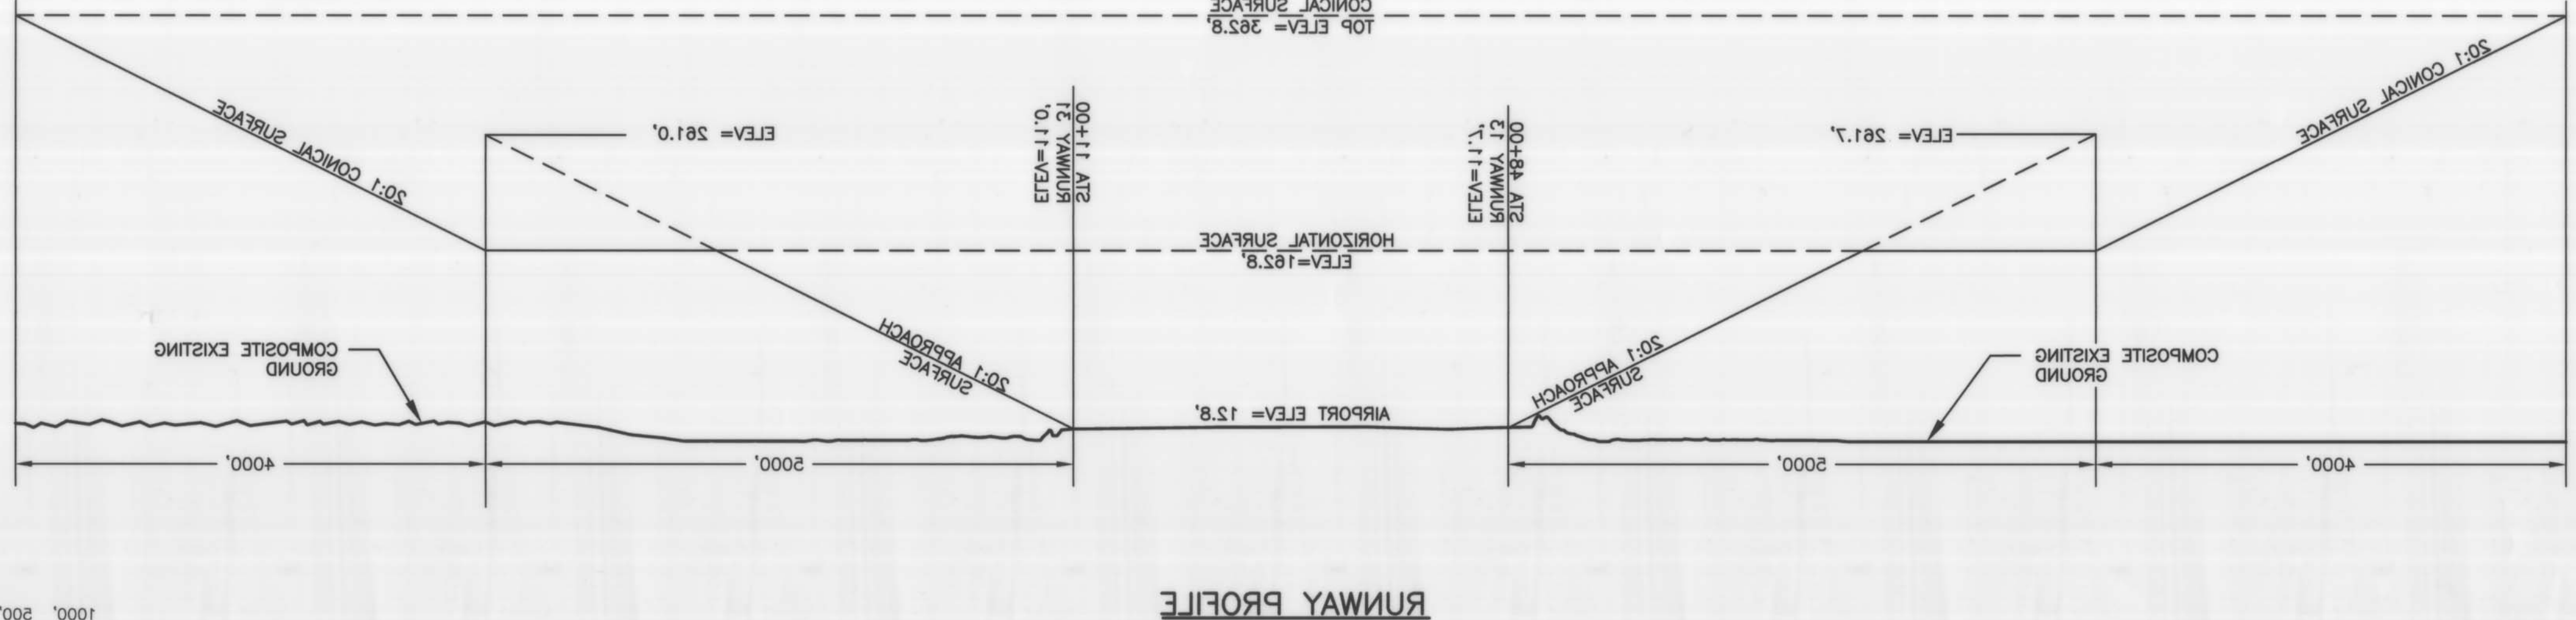 CONICAL SURFACE
TOP ELEV= 362.8'
20:1 CONICAL SURFACE
20:1 CONICAL SURFACE
ELEV= 261.7'
ELEV= 261.0'
ELEV=11.7'
RUNWAY 13
STA 48+00
ELEV=11.0'
RUNWAY 31
STA 11+00
HORIZONTAL SURFACE
ELEV=162.8'
20:1 APPROACH
SURFACE
20:1 APPROACH
SURFACE
COMPOSITE EXISTING
GROUND
COMPOSITE EXISTING
GROUND
AIRPORT ELEV= 12.8'
4000'
5000'
5000'
4000'
RUNWAY PROFILE
500'
1000'